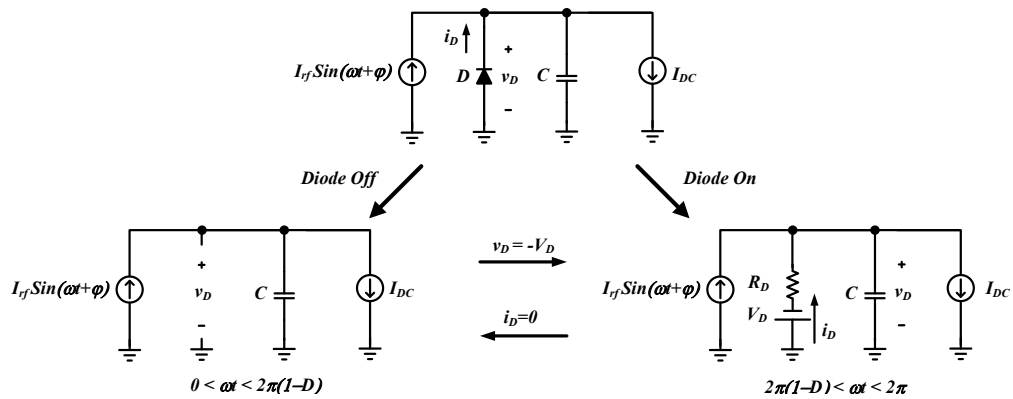 i_D
I_rf Sin(ωt+φ)
D
+
v_D
−
C
I_DC
Diode Off
Diode On
I_rf Sin(ωt+φ)
+
v_D
−
C
I_DC
v_D = -V_D
i_D=0
I_rf Sin(ωt+φ)
R_D
V_D
i_D
C
+
v_D
−
I_DC
0 < ωt < 2π(1–D)
2π(1–D) < ωt < 2π